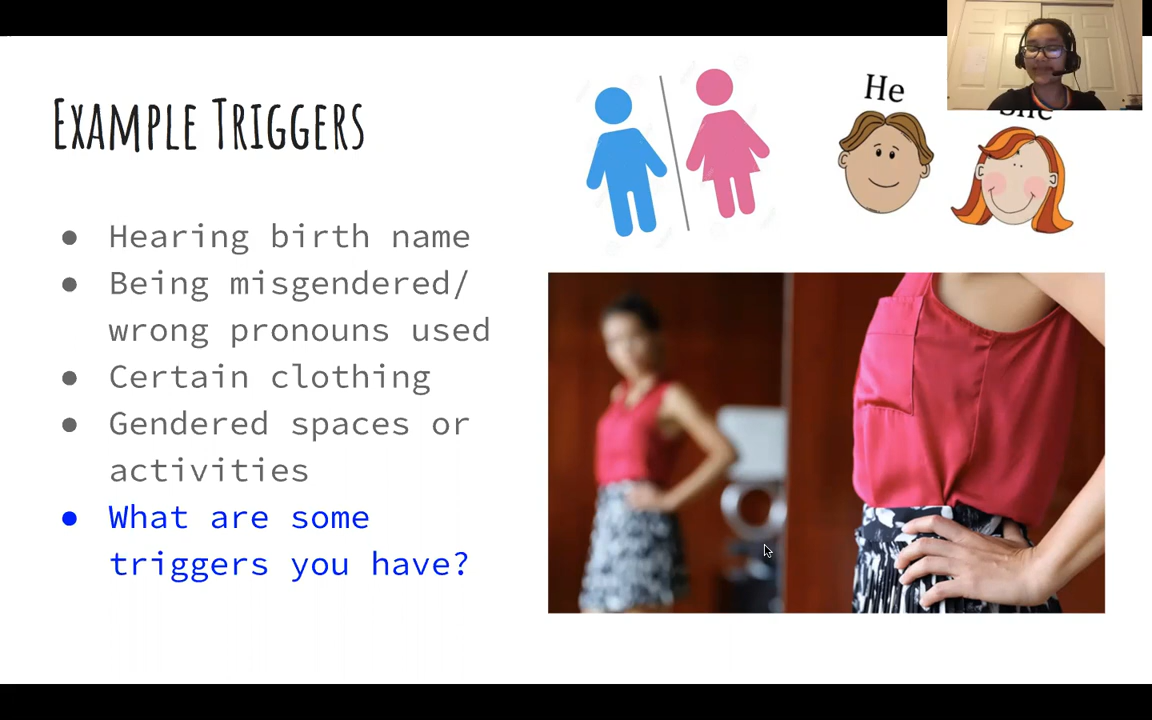 EXAMPLE TRIGGERS
He
She
● Hearing birth name
● Being misgendered/
wrong pronouns used
● Certain clothing
● Gendered spaces or
activities
● What are some
triggers you have?